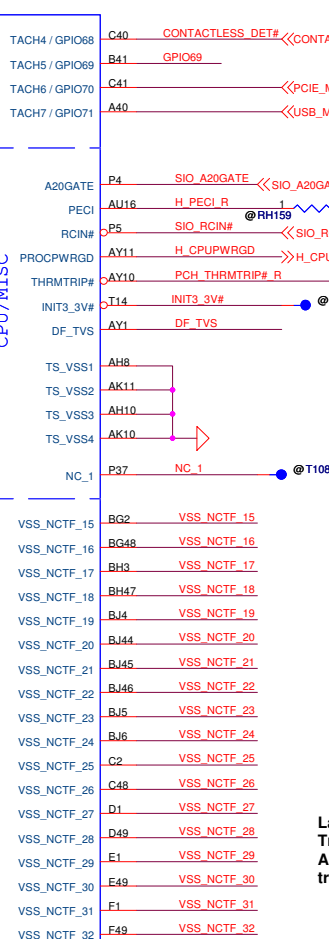 TACH4 / GPIO68 C40 CONTACTLESS_DET#
TACH5 / GPIO69 B41 GPIO69
TACH6 / GPIO70 C41
TACH7 / GPIO71 A40
CPU/MISC
A20GATE P4 SIO_A20GATE
PECI AU16 H_PECI_R 1
@RH159
RCIN# P5 SIO_RCIN#
PROCPWRGD AY11 H_CPUPWRGD
THRMTRIP# AY10 PCH_THRMTRIP#_R
INIT3_3V# T14 INIT3_3V# @
DF_TVS AY1 DF_TVS
TS_VSS1 AH8
TS_VSS2 AK11
TS_VSS3 AH10
TS_VSS4 AK10
NC_1 P37 NC_1 @T108
VSS_NCTF_15 BG2 VSS_NCTF_15
VSS_NCTF_16 BG48 VSS_NCTF_16
VSS_NCTF_17 BH3 VSS_NCTF_17
VSS_NCTF_18 BH47 VSS_NCTF_18
VSS_NCTF_19 BJ4 VSS_NCTF_19
VSS_NCTF_20 BJ44 VSS_NCTF_20
VSS_NCTF_21 BJ45 VSS_NCTF_21
VSS_NCTF_22 BJ46 VSS_NCTF_22
VSS_NCTF_23 BJ5 VSS_NCTF_23
VSS_NCTF_24 BJ6 VSS_NCTF_24
VSS_NCTF_25 C2 VSS_NCTF_25
VSS_NCTF_26 C48 VSS_NCTF_26
VSS_NCTF_27 D1 VSS_NCTF_27
VSS_NCTF_28 D49 VSS_NCTF_28
VSS_NCTF_29 E1 VSS_NCTF_29
VSS_NCTF_30 E49 VSS_NCTF_30
VSS_NCTF_31 F1 VSS_NCTF_31
VSS_NCTF_32 F49 VSS_NCTF_32